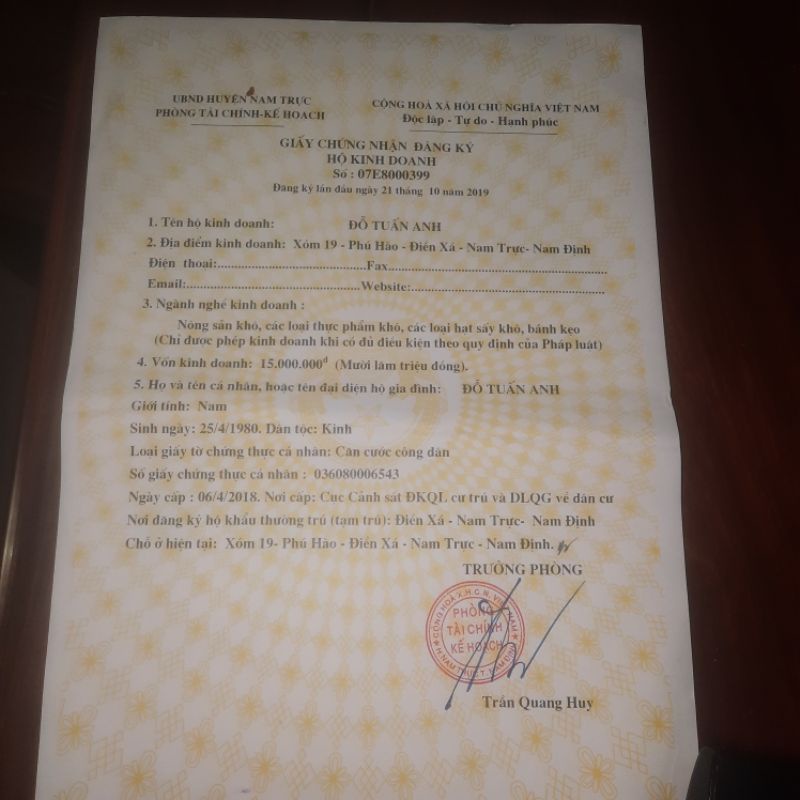 UBND HUYỆN NAM TRỰC
PHÒNG TÀI CHÍNH-KẾ HOẠCH
CỘNG HOÀ XÃ HỘI CHỦ NGHĨA VIỆT NAM
Độc lập - Tự do - Hạnh phúc
GIẤY CHỨNG NHẬN ĐĂNG KÝ
HỘ KINH DOANH
Số : 07E8000399
Đăng ký lần đầu ngày 21 tháng 10 năm 2019
1. Tên hộ kinh doanh: ĐỖ TUẤN ANH
2. Địa điểm kinh doanh: Xóm 19 - Phú Hào - Điền Xá - Nam Trực- Nam Định
Điện thoại:.............................................Fax..................................................................
Email:....................................................Website:..........................................................
3. Ngành nghề kinh doanh :
Nông sản khô, các loại thực phẩm khô, các loại hạt sấy khô, bánh kẹo
(Chỉ được phép kinh doanh khi có đủ điều kiện theo quy định của Pháp luật)
4. Vốn kinh doanh: 15.000.000đ (Mười lăm triệu đồng).
5. Họ và tên cá nhân, hoặc tên đại diện hộ gia đình: ĐỖ TUẤN ANH
Giới tính: Nam
Sinh ngày: 25/4/1980. Dân tộc: Kinh
Loại giấy tờ chứng thực cá nhân: Căn cước công dân
Số giấy chứng thực cá nhân : 036080006543
Ngày cấp : 06/4/2018. Nơi cấp: Cục Cảnh sát ĐKQL cư trú và DLQG về dân cư
Nơi đăng ký hộ khẩu thường trú (tạm trú): Điền Xá - Nam Trực- Nam Định
Chỗ ở hiện tại: Xóm 19- Phú Hào - Điền Xá - Nam Trực - Nam Định.
TRƯỞNG PHÒNG
CỘNG HOÀ X.H.C.N. VIỆT NAM
PHÒNG
TÀI CHÍNH
KẾ HOẠCH
H. NAM TRỰC T. NAM ĐỊNH
Trần Quang Huy